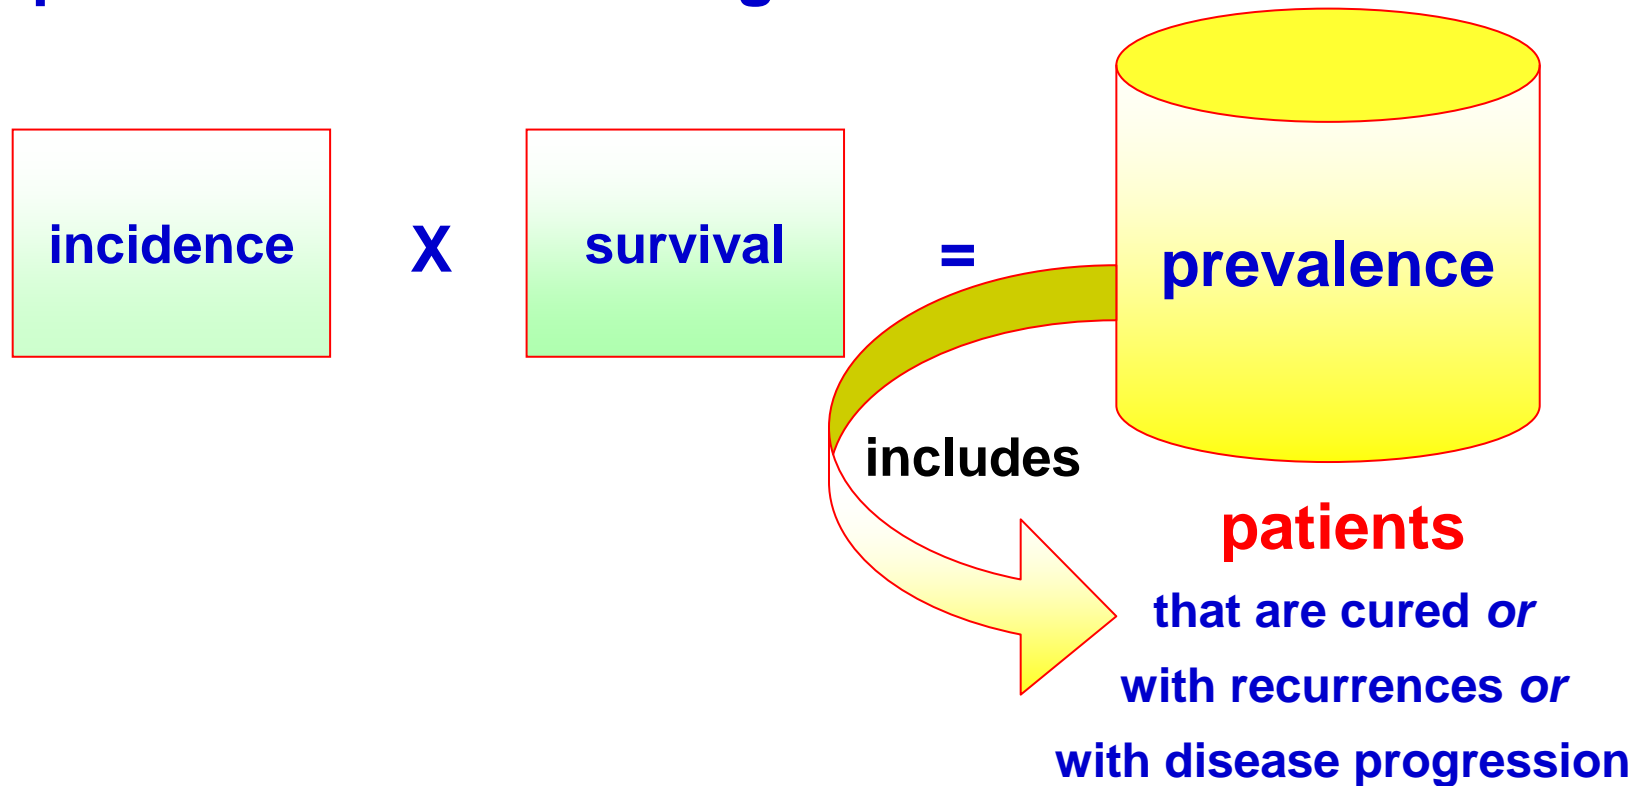 incidence X survival = prevalence
includes
patients
that are cured or
with recurrences or
with disease progression